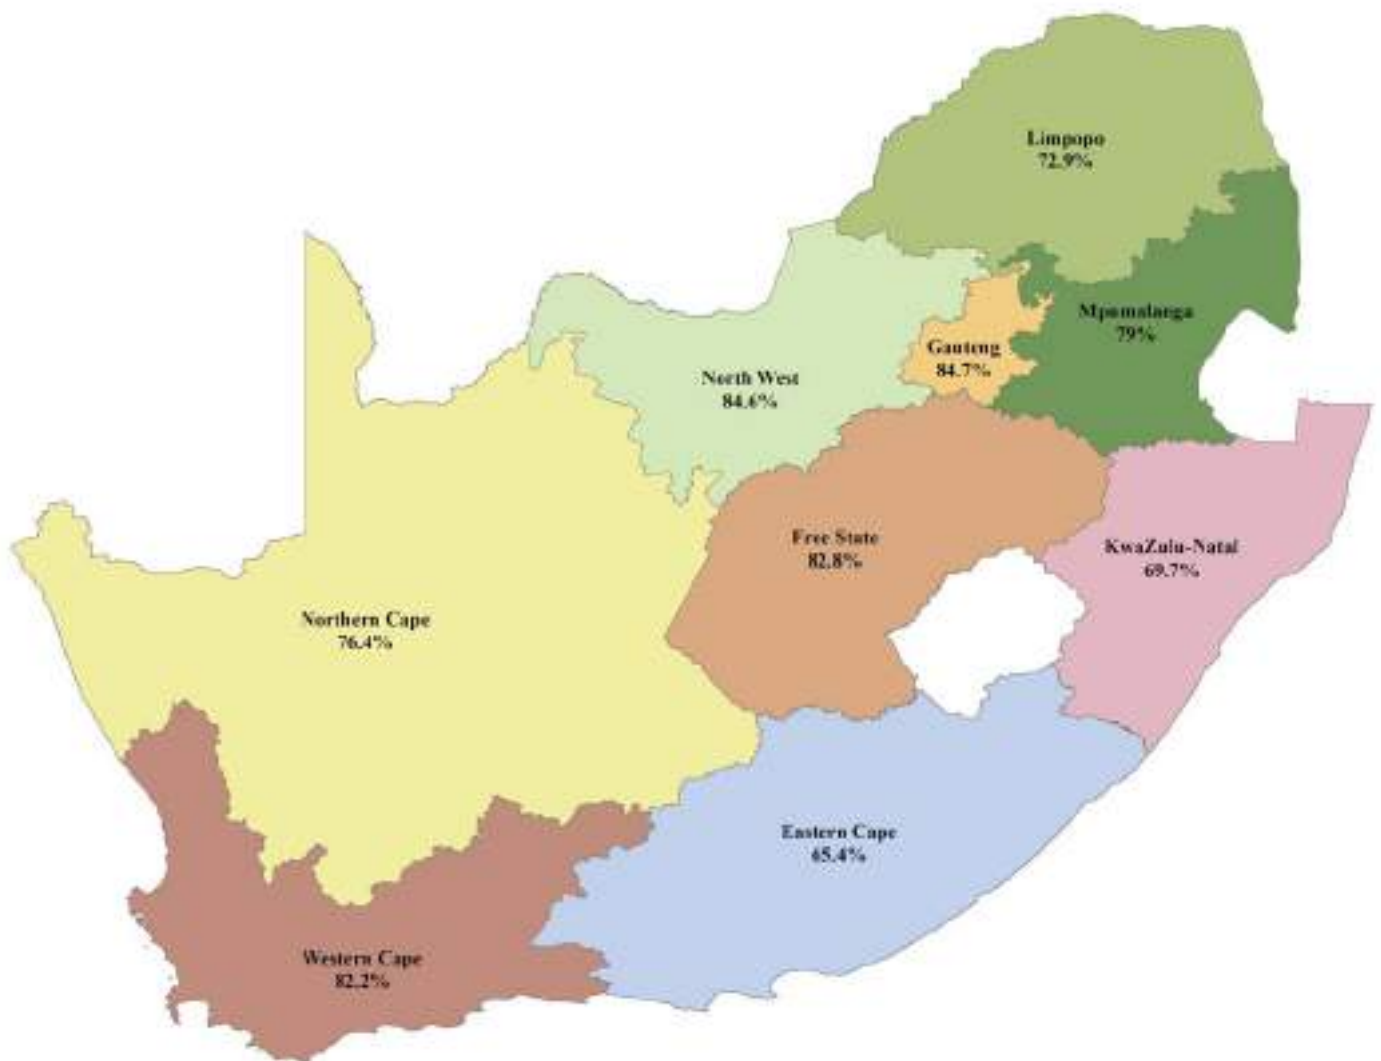 Limpopo
72.9%
Mpumalanga
79%
Gauteng
84.7%
North West
84.6%
Free State
82.8%
KwaZulu-Natal
69.7%
Northern Cape
76.4%
Eastern Cape
65.4%
Western Cape
82.2%